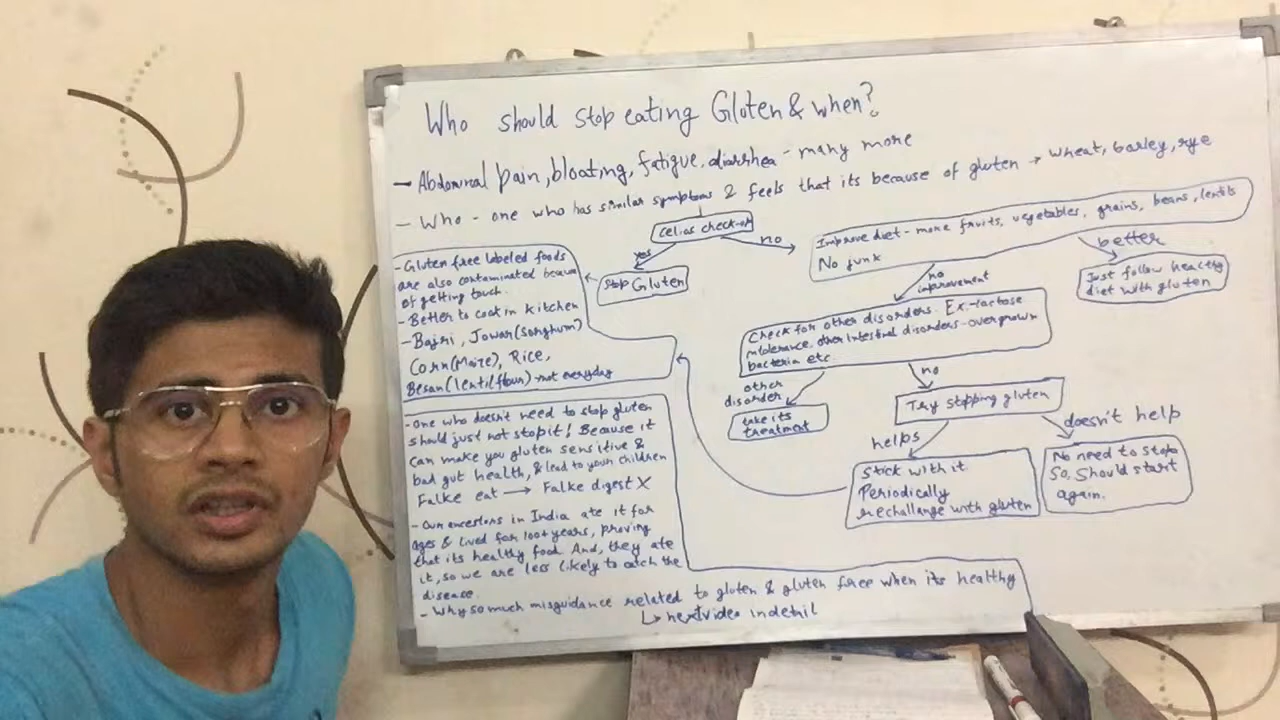 Who should stop eating Gluten & when?
- Abdominal Pain, bloating, fatigue, diarrhea - many more
- Who - one who has similar symptoms & feels that its because of gluten → wheat, barley, rye
celias check-on
yes
no
Stop Gluten
Improve diet - more fruits, vegetables, grains, beans, lentils
No junk
better
Just follow healthy
diet with gluten
no
improvement
Check for other disorders. Ex:-lactose
intolerance, other intestinal disorders-overgrown
bacteria etc.
other
disorder
take its
treatment
no
Try stopping gluten
helps
doesn't help
Stick with it
Periodically
rechallange with gluten
No need to stop
So, Should start
again.
- Gluten free labeled foods
are also contaminated because
of getting touch.
- Better to cook in kitchen
- Bajri, Jowar(sorghum)
Corn(Maize), Rice,
Besan(lentil flour)-not everyday
- One who doesn't need to stop gluten
should just not stop it! Because it
can make you gluten sensitive &
bad gut health, & lead to your children
Falke eat → Falke digest X
- Our ancestors in India ate it for
ages & lived for 100+ years, proving
that its healthy food. And, they ate
it, so we are less likely to catch the
disease.
- Why so much misguidance related to gluten & gluten free when its healthy
↳ next video in detail